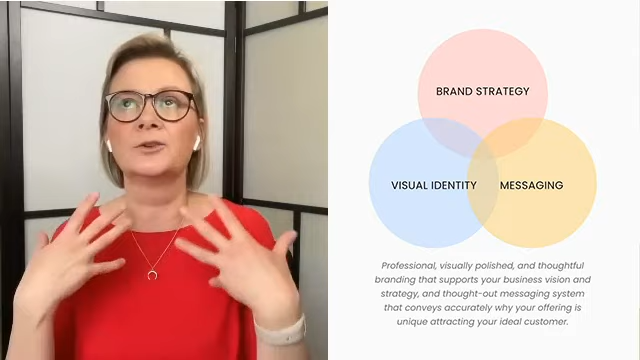 BRAND STRATEGY
VISUAL IDENTITY
MESSAGING
Professional, visually polished, and thoughtful
branding that supports your business vision and
strategy, and thought-out messaging system
that conveys accurately why your offering is
unique attracting your ideal customer.